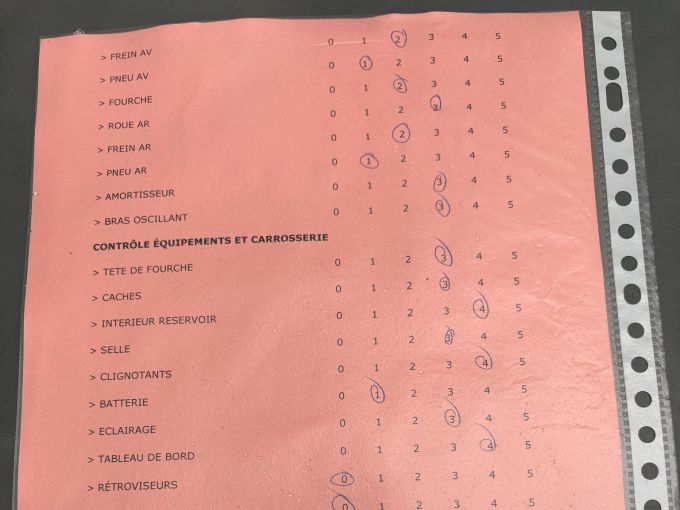 > FREIN AV 0 1 2 3 4 5
> PNEU AV 0 1 2 3 4 5
> FOURCHE 0 1 2 3 4 5
> ROUE AR 0 1 2 3 4 5
> FREIN AR 0 1 2 3 4 5
> PNEU AR 0 1 2 3 4 5
> AMORTISSEUR 0 1 2 3 4 5
> BRAS OSCILLANT 0 1 2 3 4 5
CONTRÔLE ÉQUIPEMENTS ET CARROSSERIE
> TETE DE FOURCHE 0 1 2 3 4 5
> CACHES 0 1 2 3 4 5
> INTERIEUR RESERVOIR 0 1 2 3 4 5
> SELLE 0 1 2 3 4 5
> CLIGNOTANTS 0 1 2 3 4 5
> BATTERIE 0 1 2 3 4 5
> ECLAIRAGE 0 1 2 3 4 5
> TABLEAU DE BORD 0 1 2 3 4 5
> RÉTROVISEURS 0 1 2 3 4 5
0 1 2 3 4 5